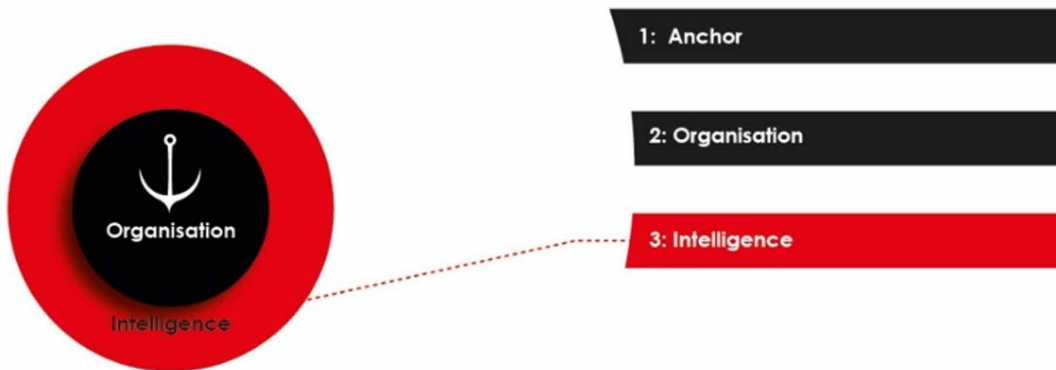 Organisation
Intelligence
1: Anchor
2: Organisation
3: Intelligence